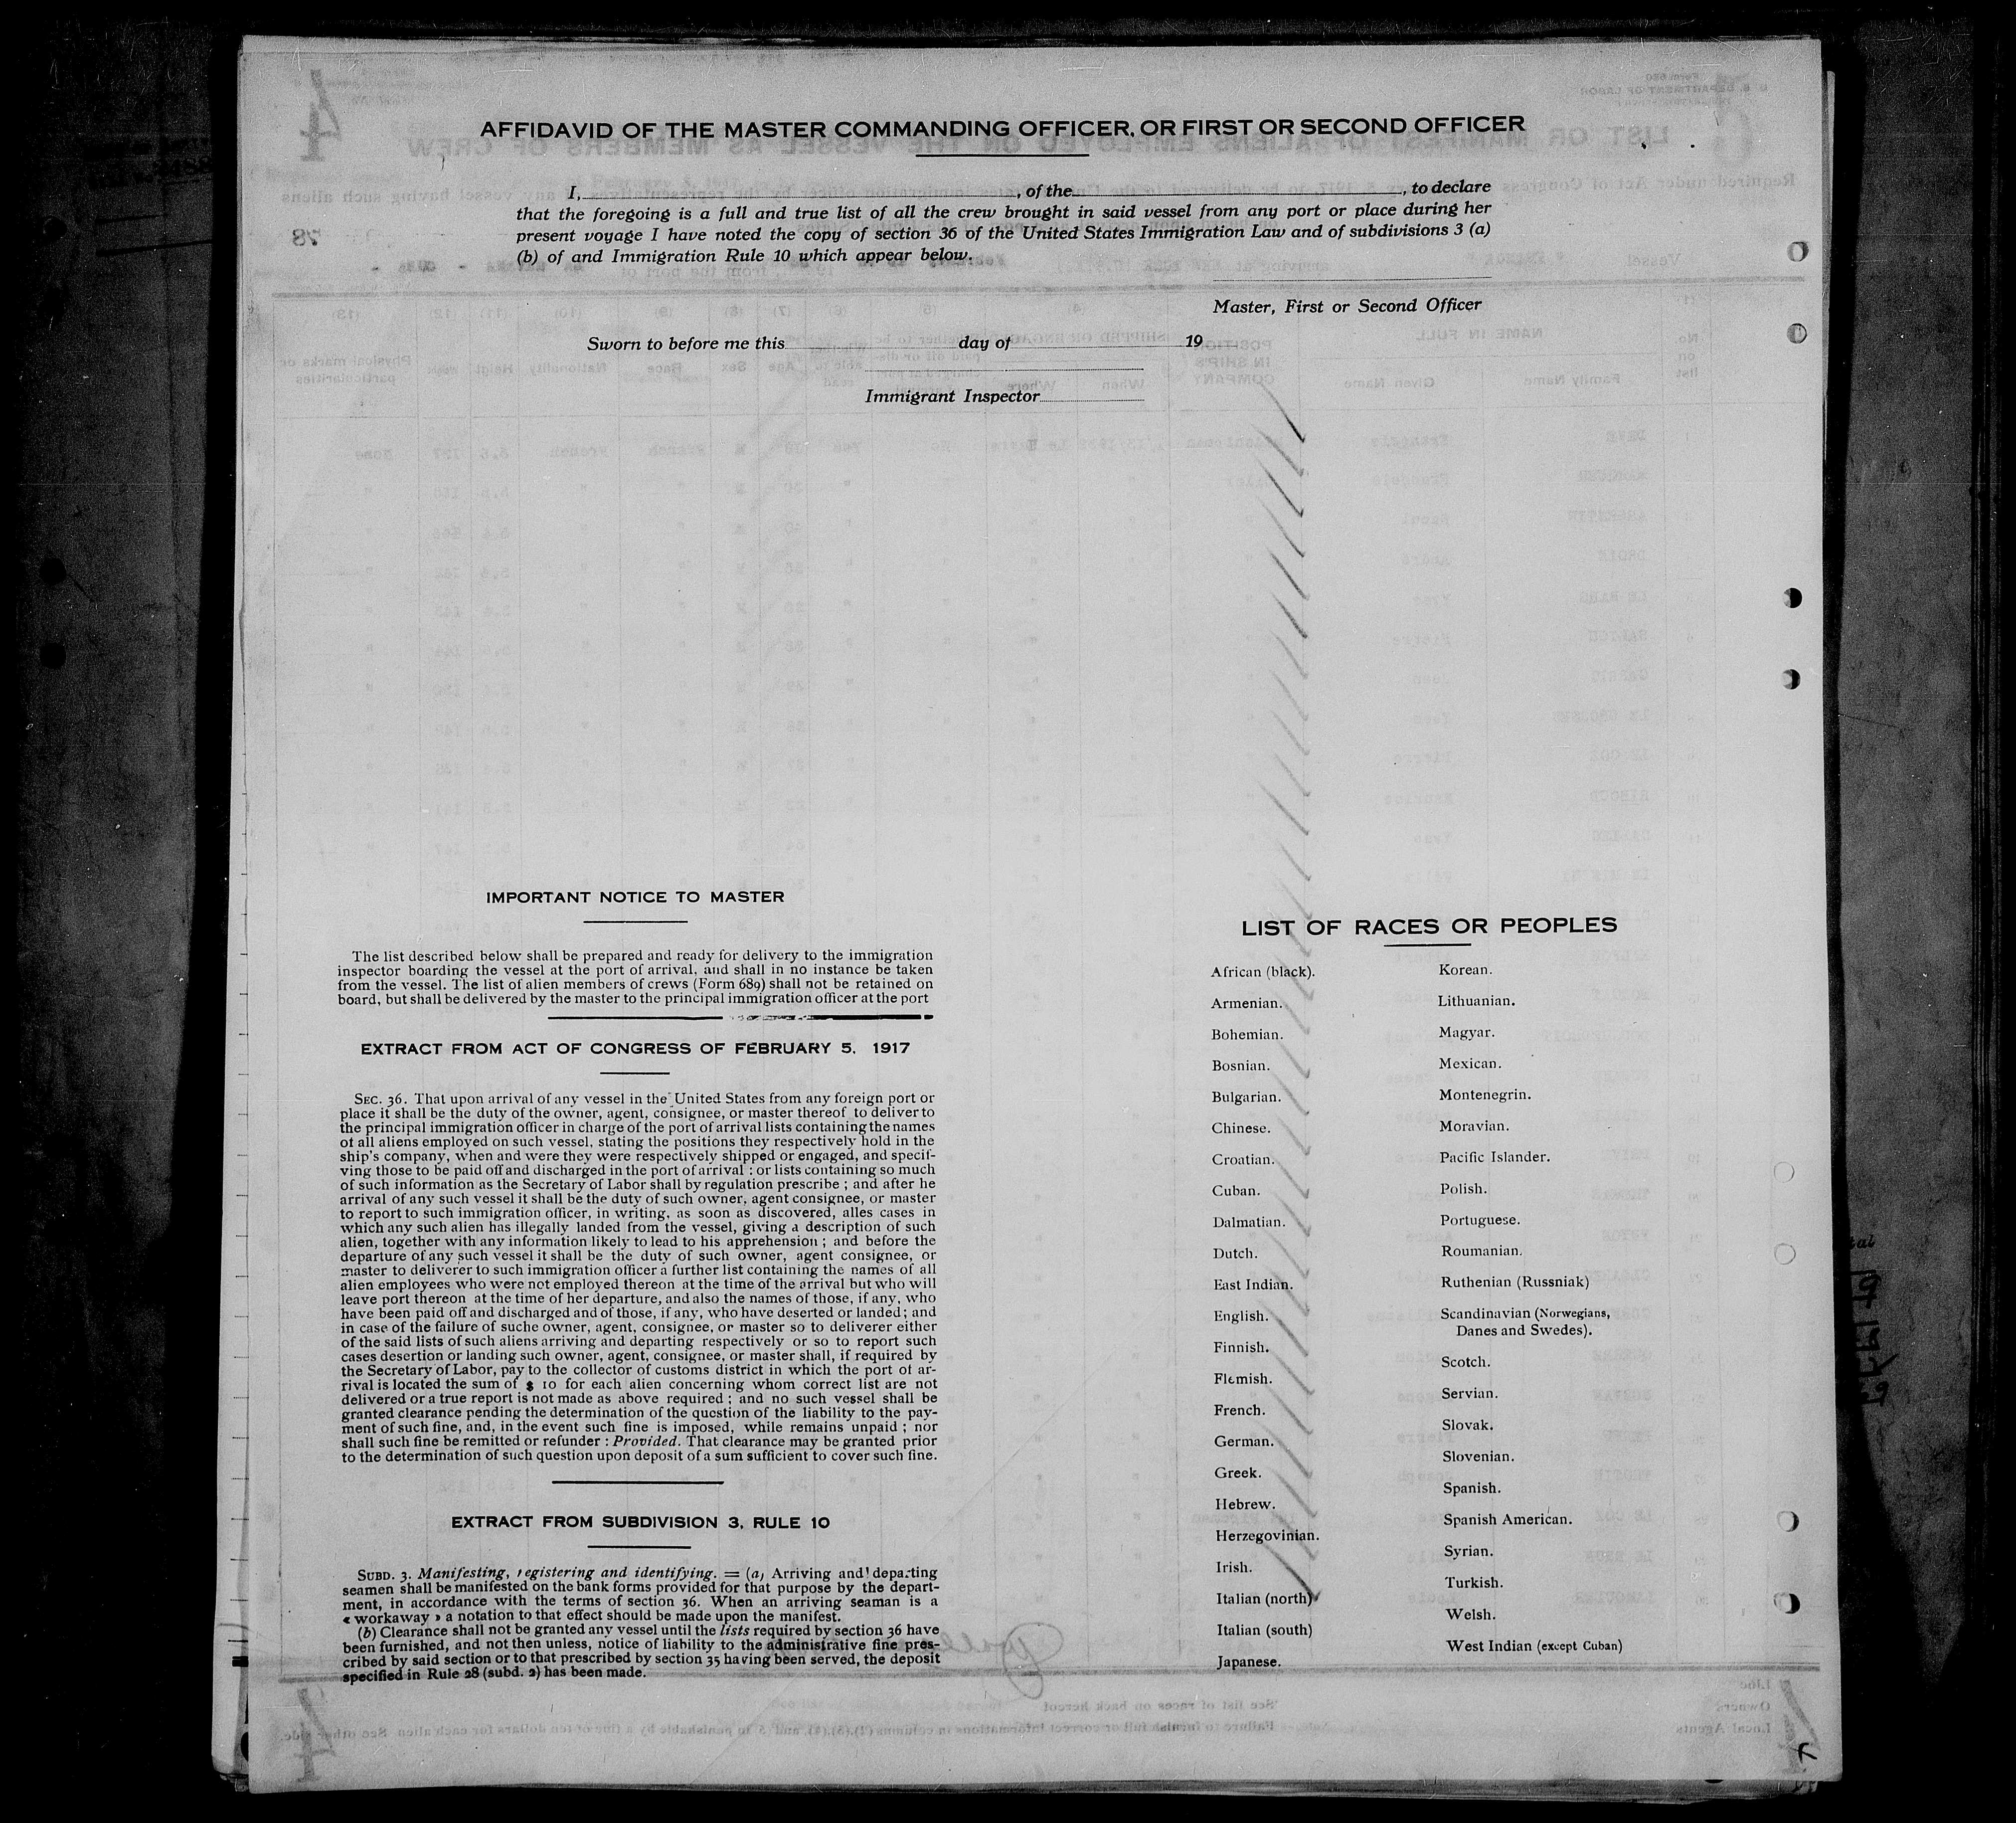 AFFIDAVID OF THE MASTER COMMANDING OFFICER, OR FIRST OR SECOND OFFICER
I, , of the , to declare
that the foregoing is a full and true list of all the crew brought in said vessel from any port or place during her
present voyage I have noted the copy of section 36 of the United States Immigration Law and of subdivisions 3 (a)
(b) of and Immigration Rule 10 which appear below.
Master, First or Second Officer
Sworn to before me this day of 19
Immigrant Inspector
IMPORTANT NOTICE TO MASTER
The list described below shall be prepared and ready for delivery to the immigration
inspector boarding the vessel at the port of arrival, and shall in no instance be taken
from the vessel. The list of alien members of crews (Form 689) shall not be retained on
board, but shall be delivered by the master to the principal immigration officer at the port
EXTRACT FROM ACT OF CONGRESS OF FEBRUARY 5, 1917
SEC. 36. That upon arrival of any vessel in the United States from any foreign port or
place it shall be the duty of the owner, agent, consignee, or master thereof to deliver to
the principal immigration officer in charge of the port of arrival lists containing the names
of all aliens employed on such vessel, stating the positions they respectively hold in the
ship's company, when and were they were respectively shipped or engaged, and specif-
ving those to be paid off and discharged in the port of arrival : or lists containing so much
of such information as the Secretary of Labor shall by regulation prescribe ; and after he
arrival of any such vessel it shall be the duty of such owner, agent consignee, or master
to report to such immigration officer, in writing, as soon as discovered, alles cases in
which any such alien has illegally landed from the vessel, giving a description of such
alien, together with any information likely to lead to his apprehension ; and before the
departure of any such vessel it shall be the duty of such owner, agent consignee, or
master to deliverer to such immigration officer a further list containing the names of all
alien employees who were not employed thereon at the time of the arrival but who will
leave port thereon at the time of her departure, and also the names of those, if any, who
have been paid off and discharged and of those, if any, who have deserted or landed ; and
in case of the failure of suche owner, agent, consignee, or master so to deliverer either
of the said lists of such aliens arriving and departing respectively or so to report such
cases desertion or landing such owner, agent, consignee, or master shall, if required by
the Secretary of Labor, pay to the collector of customs district in which the port of ar-
rival is located the sum of $ 10 for each alien concerning whom correct list are not
delivered or a true report is not made as above required ; and no such vessel shall be
granted clearance pending the determination of the question of the liability to the pay-
ment of such fine, and, in the event such fine is imposed, while remains unpaid ; nor
shall such fine be remitted or refunder : Provided. That clearance may be granted prior
to the determination of such question upon deposit of a sum sufficient to cover such fine.
EXTRACT FROM SUBDIVISION 3, RULE 10
SUBD. 3. Manifesting, registering and identifying. = (a) Arriving and departing
seamen shall be manifested on the bank forms provided for that purpose by the depart-
ment, in accordance with the terms of section 36. When an arriving seaman is a
« workaway » a notation to that effect should be made upon the manifest.
(b) Clearance shall not be granted any vessel until the lists required by section 36 have
been furnished, and not then unless, notice of liability to the administrative fine pres-
cribed by said section or to that prescribed by section 35 having been served, the deposit
specified in Rule 28 (subd. 2) has been made.
LIST OF RACES OR PEOPLES
African (black).
Armenian.
Bohemian.
Bosnian.
Bulgarian.
Chinese.
Croatian.
Cuban.
Dalmatian.
Dutch.
East Indian.
English.
Finnish.
Flemish.
French.
German.
Greek.
Hebrew.
Herzegovinian.
Irish.
Italian (north)
Italian (south)
Japanese.
Korean.
Lithuanian.
Magyar.
Mexican.
Montenegrin.
Moravian.
Pacific Islander.
Polish.
Portuguese.
Roumanian.
Ruthenian (Russniak)
Scandinavian (Norwegians,
Danes and Swedes).
Scotch.
Servian.
Slovak.
Slovenian.
Spanish.
Spanish American.
Syrian.
Turkish.
Welsh.
West Indian (except Cuban)